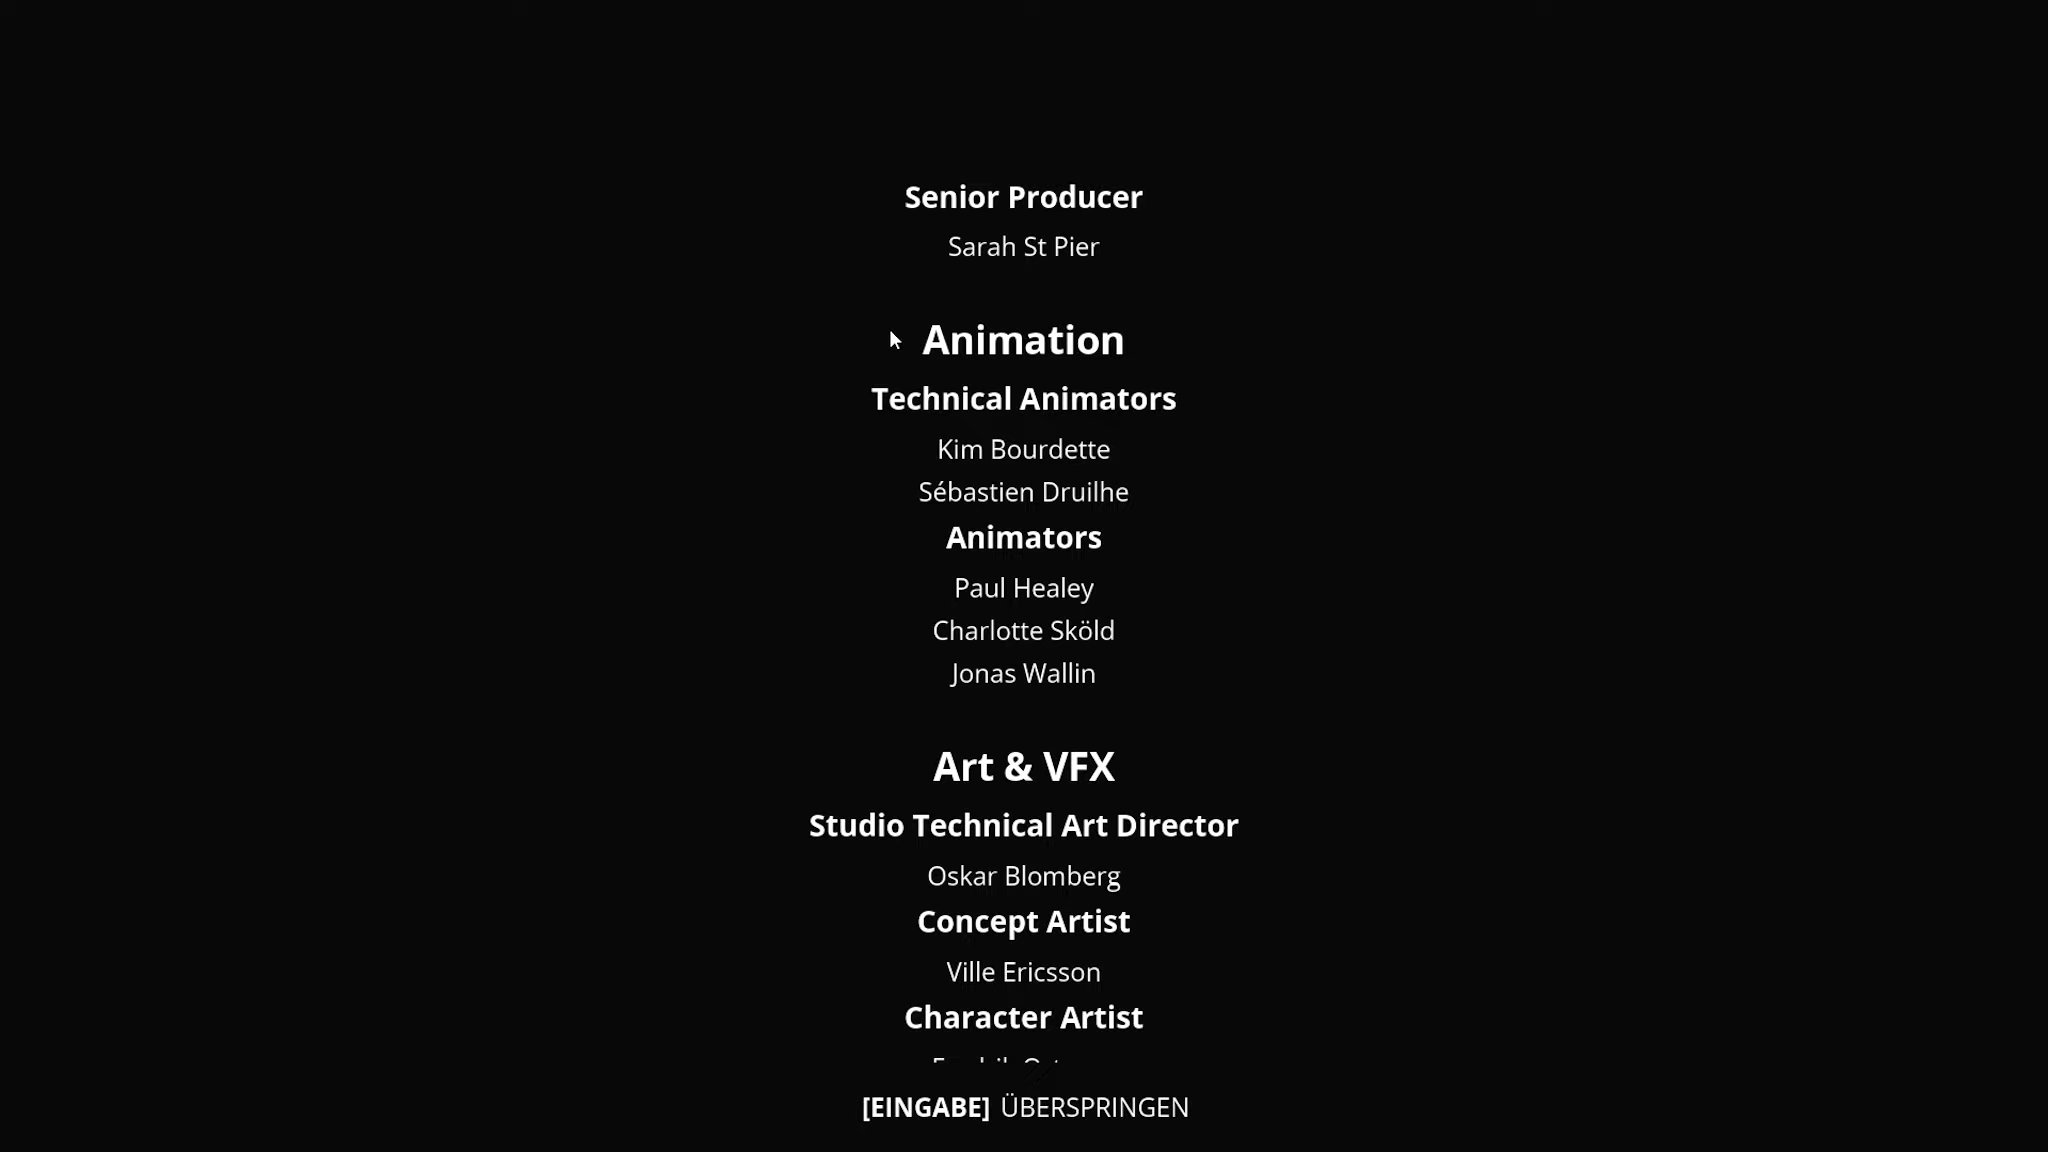 Senior Producer
Sarah St Pier
Animation
Technical Animators
Kim Bourdette
Sébastien Druilhe
Animators
Paul Healey
Charlotte Sköld
Jonas Wallin
Art & VFX
Studio Technical Art Director
Oskar Blomberg
Concept Artist
Ville Ericsson
Character Artist
[EINGABE] ÜBERSPRINGEN